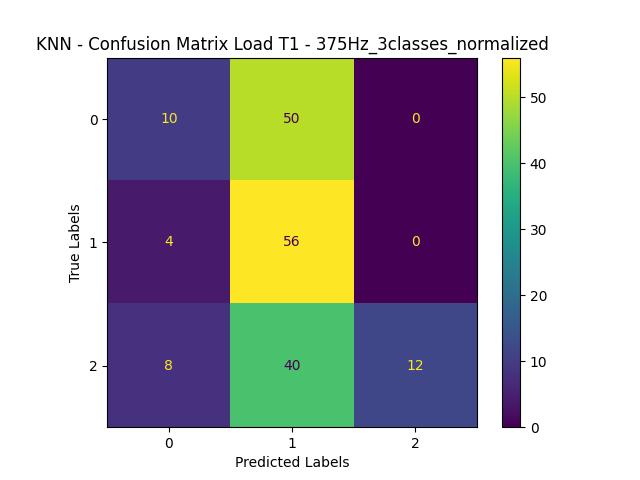 KNN - Confusion Matrix Load T1 - 375Hz_3classes_normalized
True Labels
0 10 50 0
1 4 56 0
2 8 40 12
0 1 2
Predicted Labels
50
40
30
20
10
0